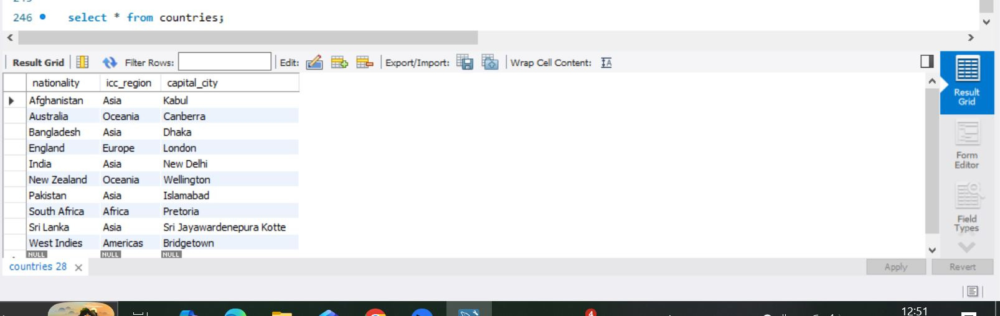 246 select * from countries;
Result Grid Filter Rows: Edit: Export/Import: Wrap Cell Content:
nationality icc_region capital_city
Afghanistan Asia Kabul
Australia Oceania Canberra
Bangladesh Asia Dhaka
England Europe London
India Asia New Delhi
New Zealand Oceania Wellington
Pakistan Asia Islamabad
South Africa Africa Pretoria
Sri Lanka Asia Sri Jayawardenepura Kotte
West Indies Americas Bridgetown
NULL NULL NULL
Result
Grid
Form
Editor
Field
Types
countries 28
Apply Revert
4
12:51